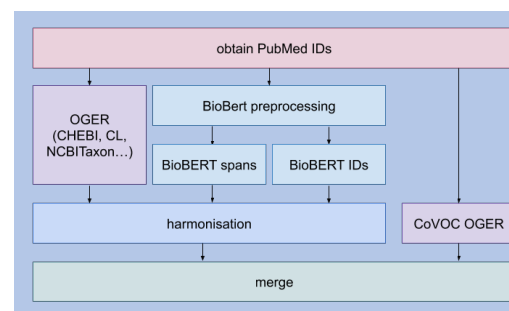 obtain PubMed IDs
OGER
(CHEBI, CL,
NCBITaxon…)
BioBert preprocessing
BioBERT spans
BioBERT IDs
harmonisation
CoVOC OGER
merge